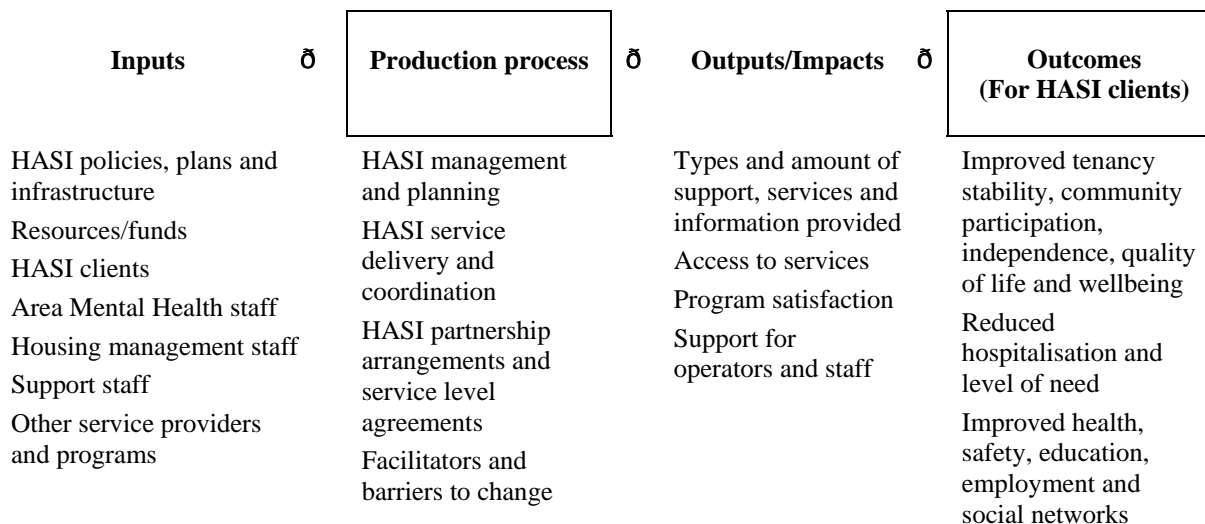 Inputs ð Production process ð Outputs/Impacts ð Outcomes
(For HASI clients)
HASI policies, plans and
infrastructure
Resources/funds
HASI clients
Area Mental Health staff
Housing management staff
Support staff
Other service providers
and programs
HASI management
and planning
HASI service
delivery and
coordination
HASI partnership
arrangements and
service level
agreements
Facilitators and
barriers to change
Types and amount of
support, services and
information provided
Access to services
Program satisfaction
Support for
operators and staff
Improved tenancy
stability, community
participation,
independence, quality
of life and wellbeing
Reduced
hospitalisation and
level of need
Improved health,
safety, education,
employment and
social networks